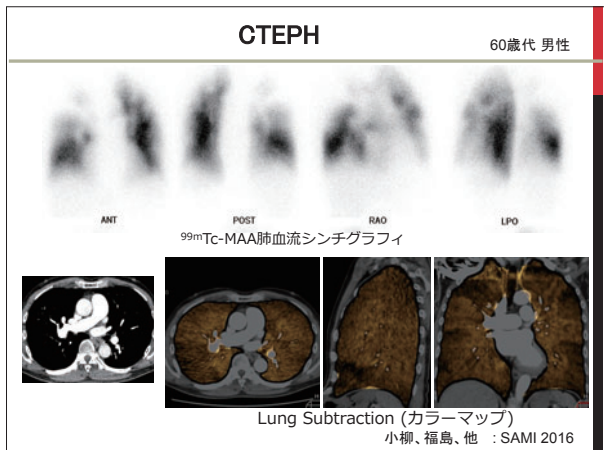 CTEPH
60歳代 男性
ANT POST RAO LPO
99mTc-MAA肺血流シンチグラフィ
Lung Subtraction (カラーマップ)
小柳、福島、他 : SAMI 2016